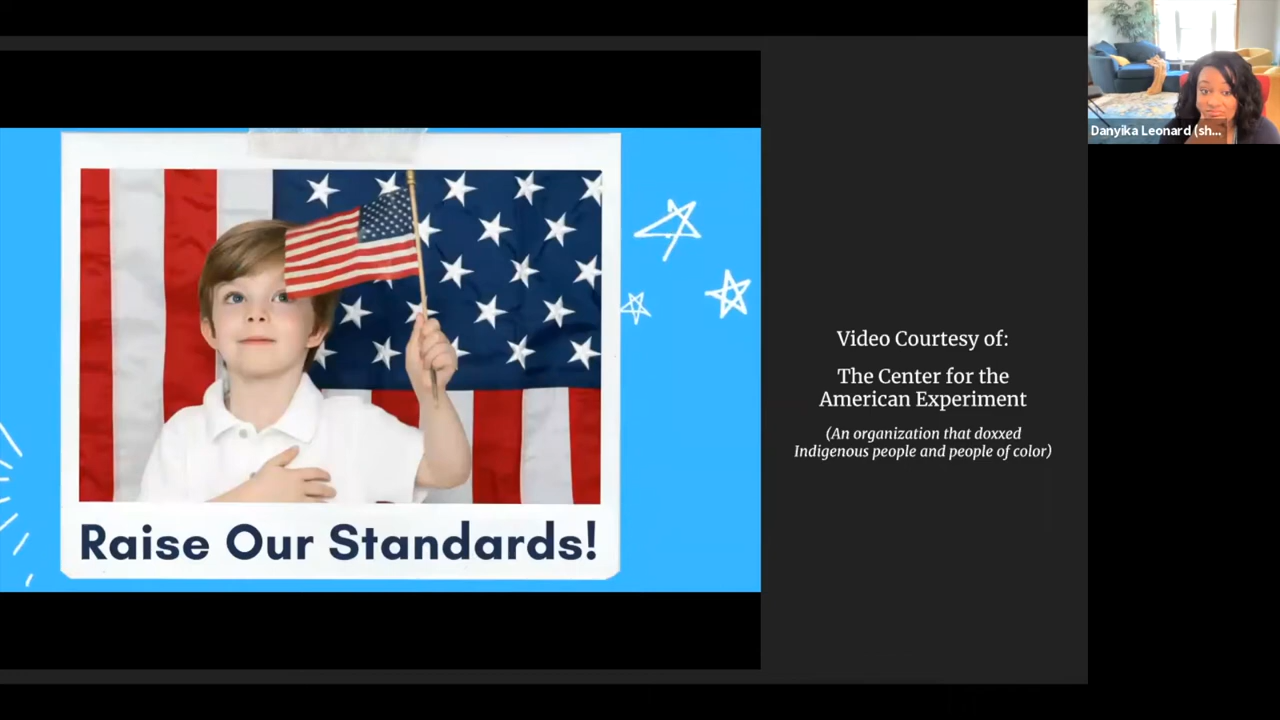 Danyika Leonard (sh...
Raise Our Standards!
Video Courtesy of:
The Center for the
American Experiment
(An organization that doxxed
Indigenous people and people of color)